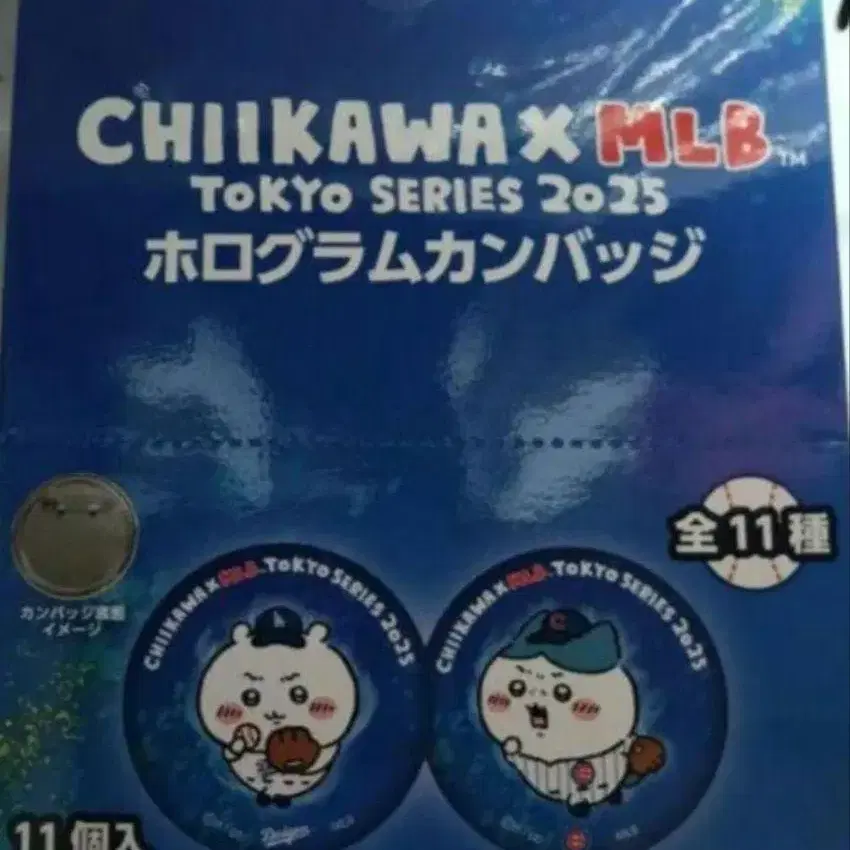 CHIIKAWA × MLB™
TOKYO SERIES 2025
ホログラムカンバッジ
全11種
カンバッジ裏面
イメージ
CHIIKAWA × MLB TOKYO SERIES 2025
CHIIKAWA × MLB TOKYO SERIES 2025
C
Dodgers MLB
C MLB
11個入